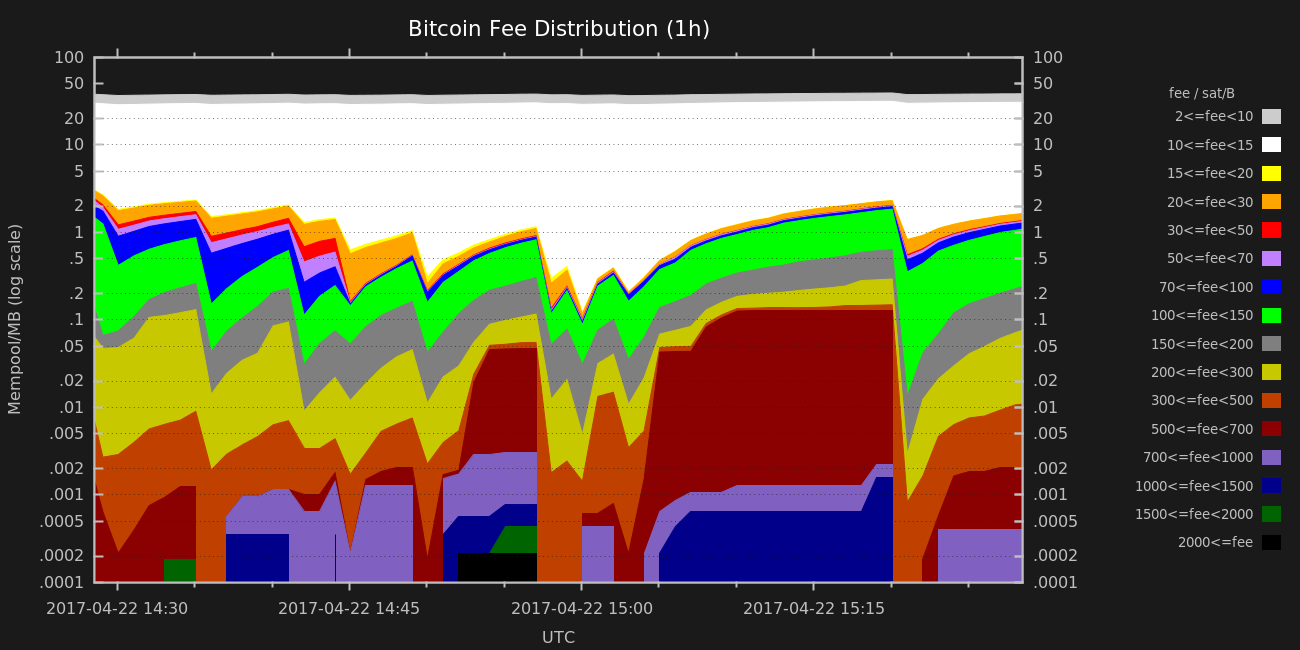 Bitcoin Fee Distribution (1h)
100
50
20
10
5
2
1
.5
.2
.1
.05
.02
.01
.005
.002
.001
.0005
.0002
.0001
Mempool/MB (log scale)
100
50
20
10
5
2
1
.5
.2
.1
.05
.02
.01
.005
.002
.001
.0005
.0002
.0001
2017-04-22 14:30 2017-04-22 14:45 2017-04-22 15:00 2017-04-22 15:15
UTC
fee / sat/B
2<=fee<10
10<=fee<15
15<=fee<20
20<=fee<30
30<=fee<50
50<=fee<70
70<=fee<100
100<=fee<150
150<=fee<200
200<=fee<300
300<=fee<500
500<=fee<700
700<=fee<1000
1000<=fee<1500
1500<=fee<2000
2000<=fee